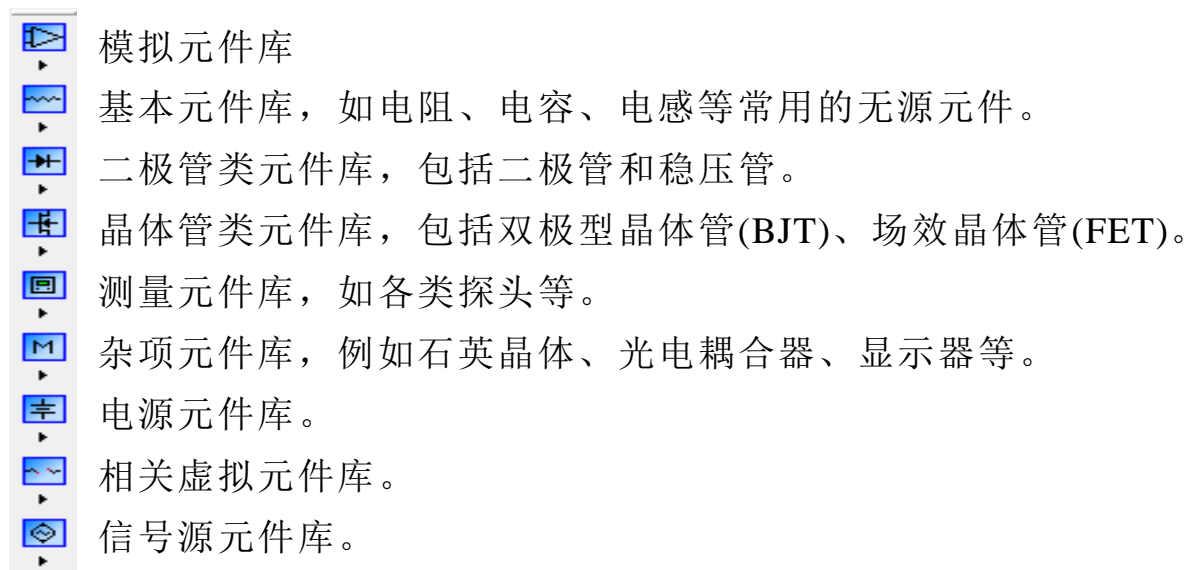 模拟元件库
基本元件库，如电阻、电容、电感等常用的无源元件。
二极管类元件库，包括二极管和稳压管。
晶体管类元件库，包括双极型晶体管(BJT)、场效晶体管(FET)。
测量元件库，如各类探头等。
M 杂项元件库，例如石英晶体、光电耦合器、显示器等。
电源元件库。
相关虚拟元件库。
信号源元件库。